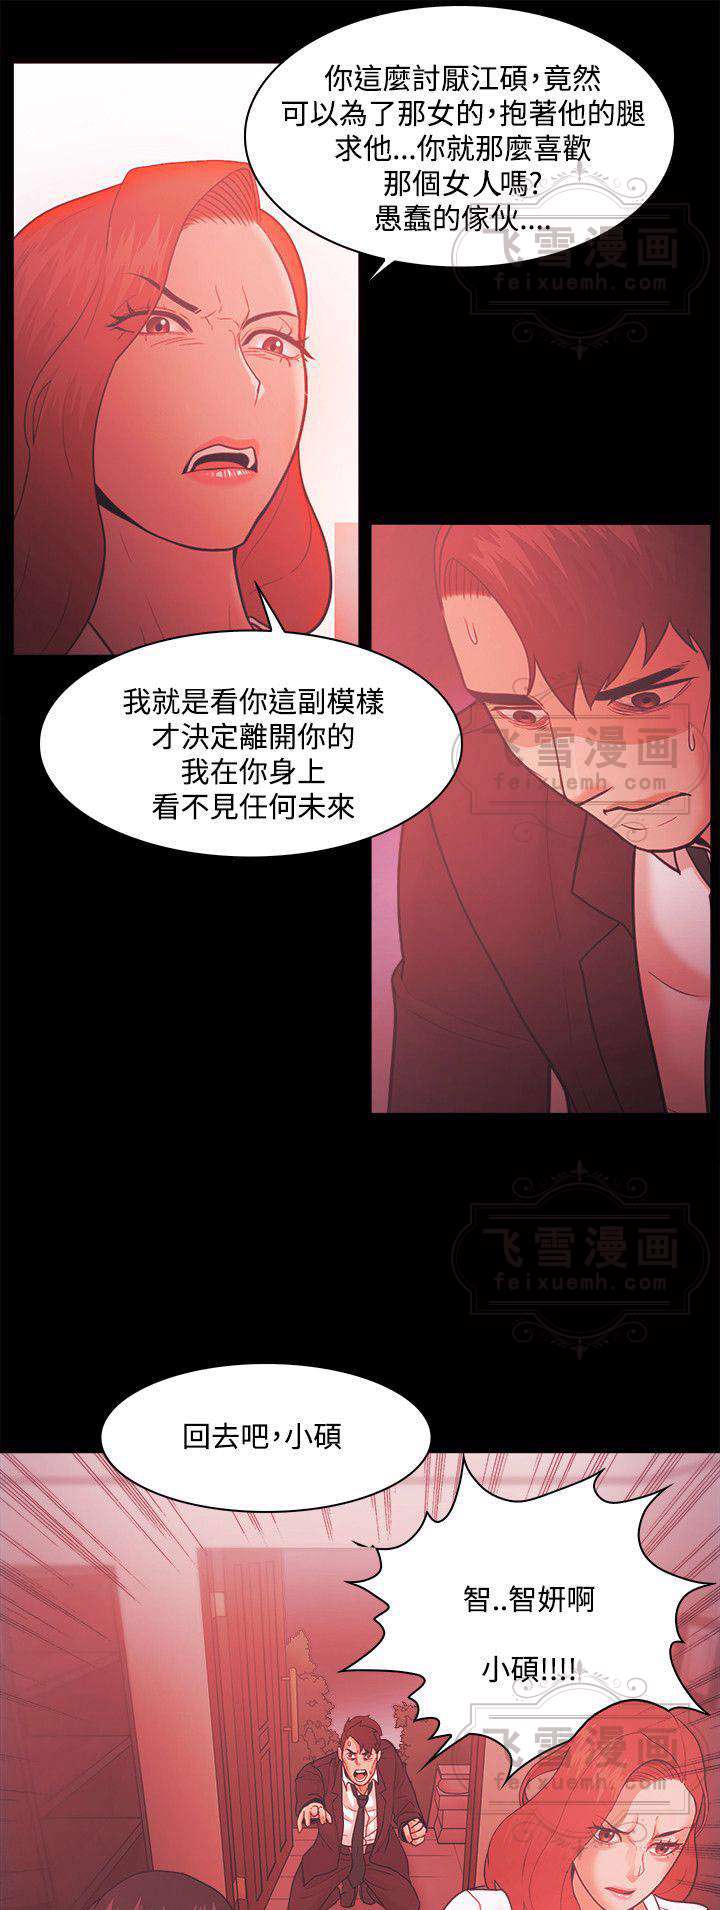 你這麼討厭江碩,竟然
可以為了那女的,抱著他的腿
求他...你就那麼喜歡
那個女人嗎?
愚蠢的傢伙....
飞雪漫画
feixuemh.com
我就是看你這副模樣
才決定離開你的
我在你身上
看不見任何未來
飞雪漫画
feixuemh.com
飞雪漫画
feixuemh.com
回去吧,小碩
智..智妍啊
小碩!!!!
飞雪漫画
feixuemh.com